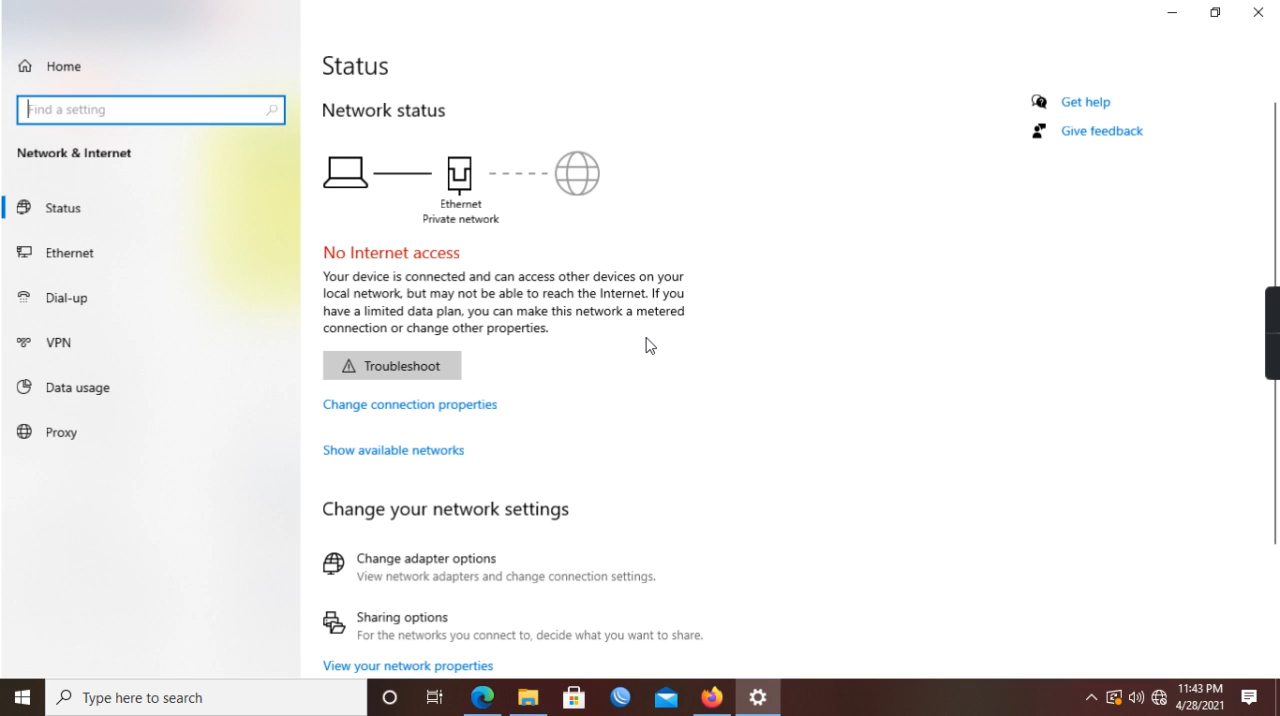 Home
Find a setting
Network & Internet
Status
Ethernet
Dial-up
VPN
Data usage
Proxy
Status
Network status
Ethernet
Private network
No Internet access
Your device is connected and can access other devices on your
local network, but may not be able to reach the Internet. If you
have a limited data plan, you can make this network a metered
connection or change other properties.
Troubleshoot
Change connection properties
Show available networks
Change your network settings
Change adapter options
View network adapters and change connection settings.
Sharing options
For the networks you connect to, decide what you want to share.
View your network properties
Get help
Give feedback
Type here to search
11:43 PM
4/28/2021